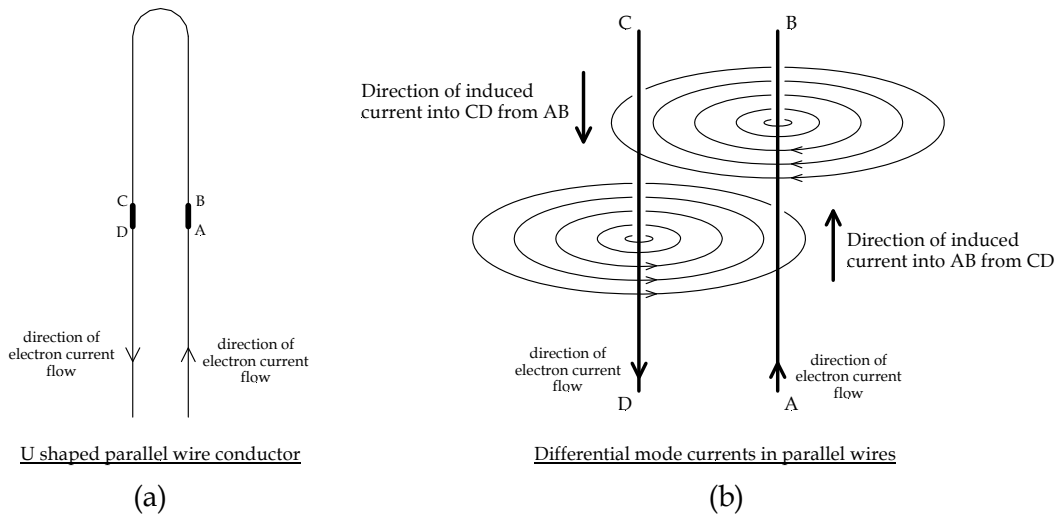 C
B
D
A
direction of
electron current
flow
direction of
electron current
flow
U shaped parallel wire conductor
(a)
C
B
Direction of induced
current into CD from AB
Direction of induced
current into AB from CD
direction of
electron current
flow
direction of
electron current
flow
D
A
Differential mode currents in parallel wires
(b)